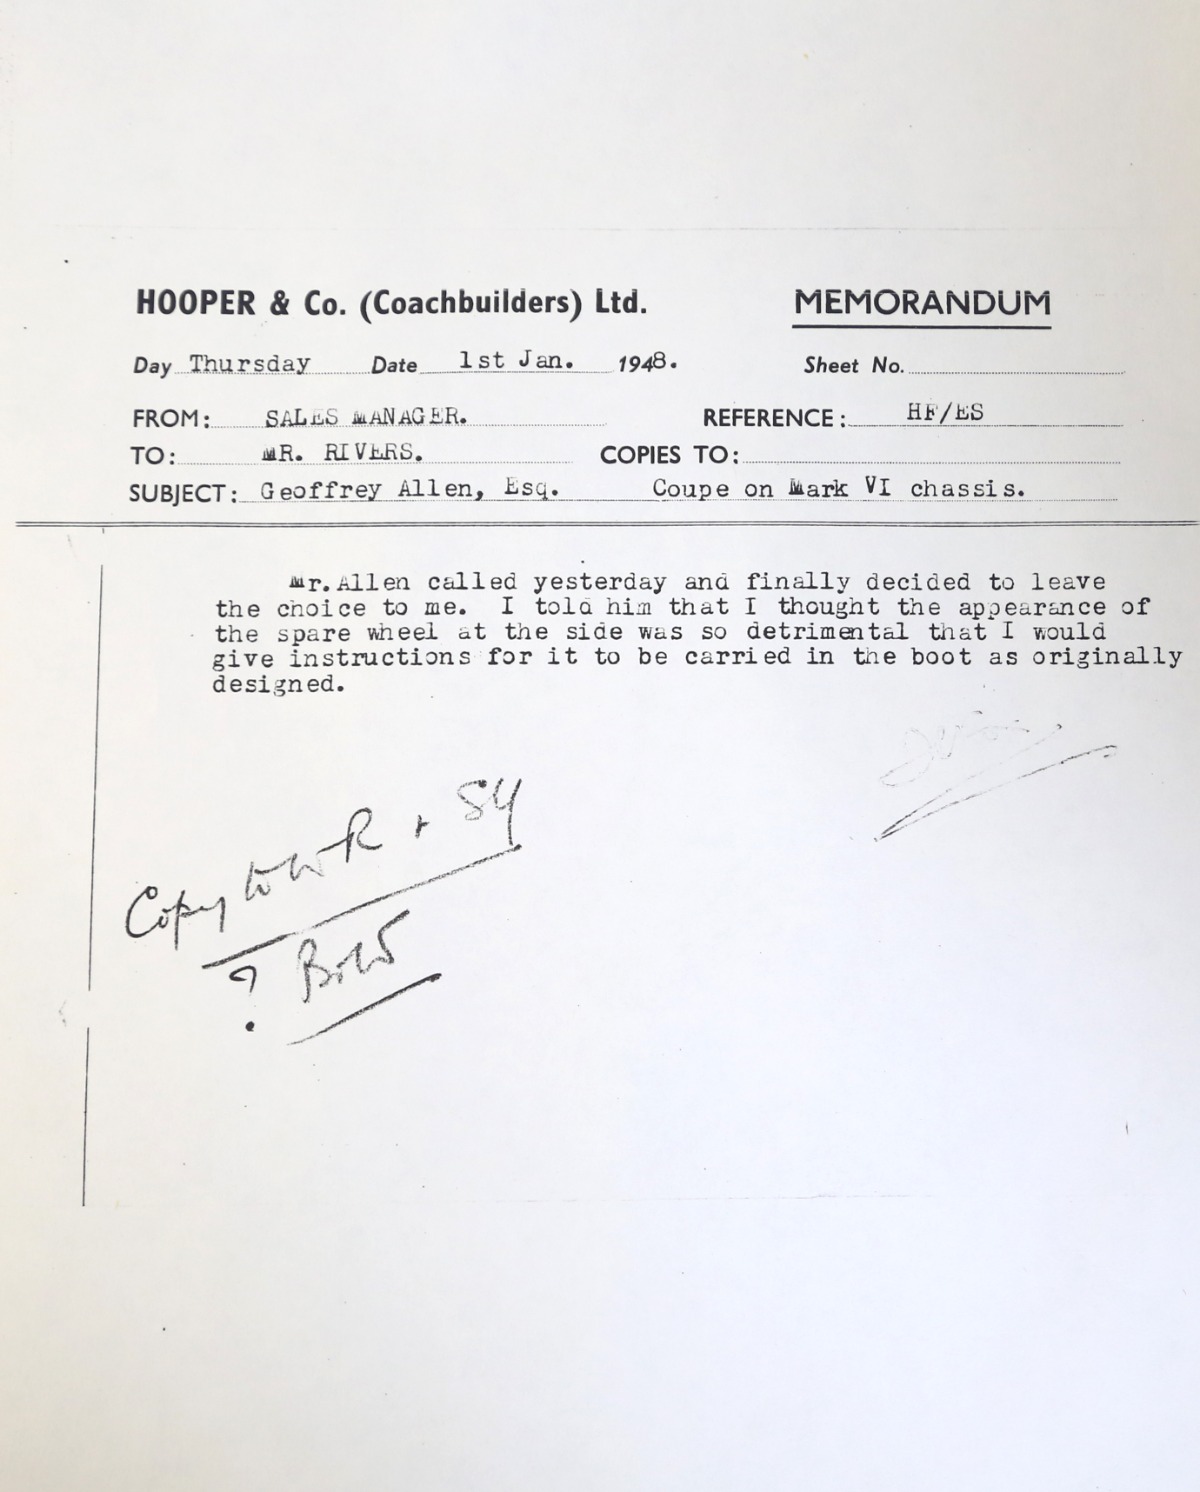 HOOPER & Co. (Coachbuilders) Ltd. MEMORANDUM
Day Thursday Date 1st Jan. 1948. Sheet No.
FROM: SALES MANAGER. REFERENCE: HF/ES
TO: MR. RIVERS. COPIES TO:
SUBJECT: Geoffrey Allen, Esq. Coupe on Mark VI chassis.
Mr. Allen called yesterday and finally decided to leave
the choice to me. I told him that I thought the appearance of
the spare wheel at the side was so detrimental that I would
give instructions for it to be carried in the boot as originally
designed.
Copy to WR +
?